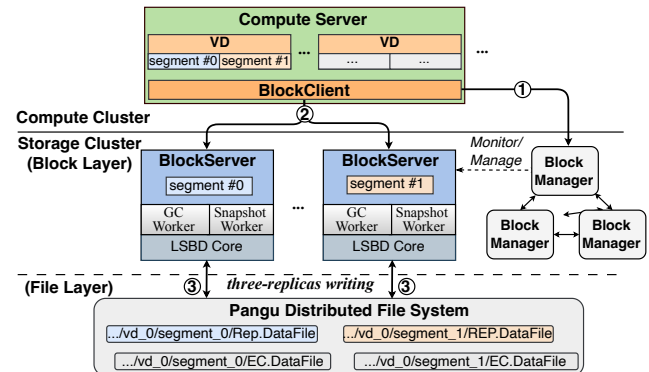 Compute Server
VD
...
VD
...
segment #0
segment #1
...
...
BlockClient
①
②
Compute Cluster
Storage Cluster
(Block Layer)
BlockServer
segment #0
GC Worker
Snapshot Worker
LSBD Core
...
BlockServer
segment #1
GC Worker
Snapshot Worker
LSBD Core
Monitor/
Manage
Block
Manager
Block
Manager
Block
Manager
(File Layer)
③
three-replicas writing
③
Pangu Distributed File System
.../vd_0/segment_0/Rep.DataFile
.../vd_0/segment_1/REP.DataFile
.../vd_0/segment_0/EC.DataFile
.../vd_0/segment_1/EC.DataFile